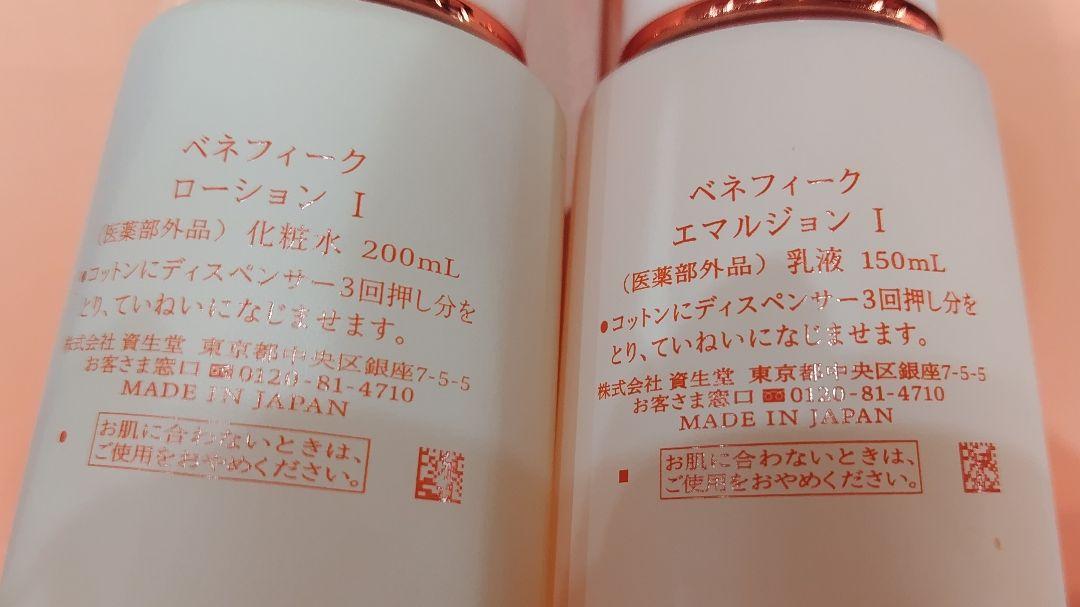 ベネフィーク
ローション I
（医薬部外品）化粧水 200mL
•コットンにディスペンサー3回押し分を
とり、ていねいになじませます。
株式会社 資生堂 東京都中央区銀座7-5-5
お客さま窓口 0120-81-4710
MADE IN JAPAN
お肌に合わないときは、
ご使用をおやめください。
ベネフィーク
エマルジョン I
（医薬部外品）乳液 150mL
•コットンにディスペンサー3回押し分を
とり、ていねいになじませます。
株式会社 資生堂 東京都中央区銀座7-5-5
お客さま窓口 0120-81-4710
MADE IN JAPAN
お肌に合わないときは、
ご使用をおやめください。